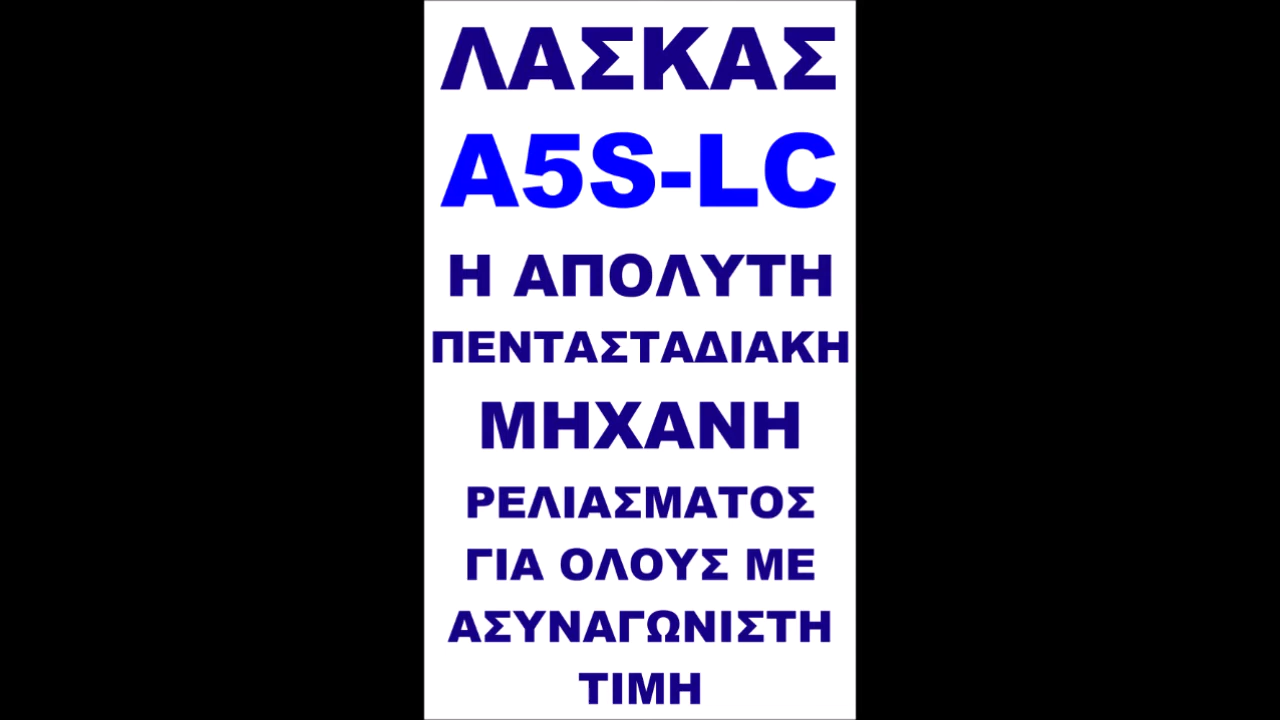 ΛΑΣΚΑΣ
A5S-LC
Η ΑΠΟΛΥΤΗ
ΠΕΝΤΑΣΤΑΔΙΑΚΗ
ΜΗΧΑΝΗ
ΡΕΛΙΑΣΜΑΤΟΣ
ΓΙΑ ΟΛΟΥΣ ΜΕ
ΑΣΥΝΑΓΩΝΙΣΤΗ
ΤΙΜΗ